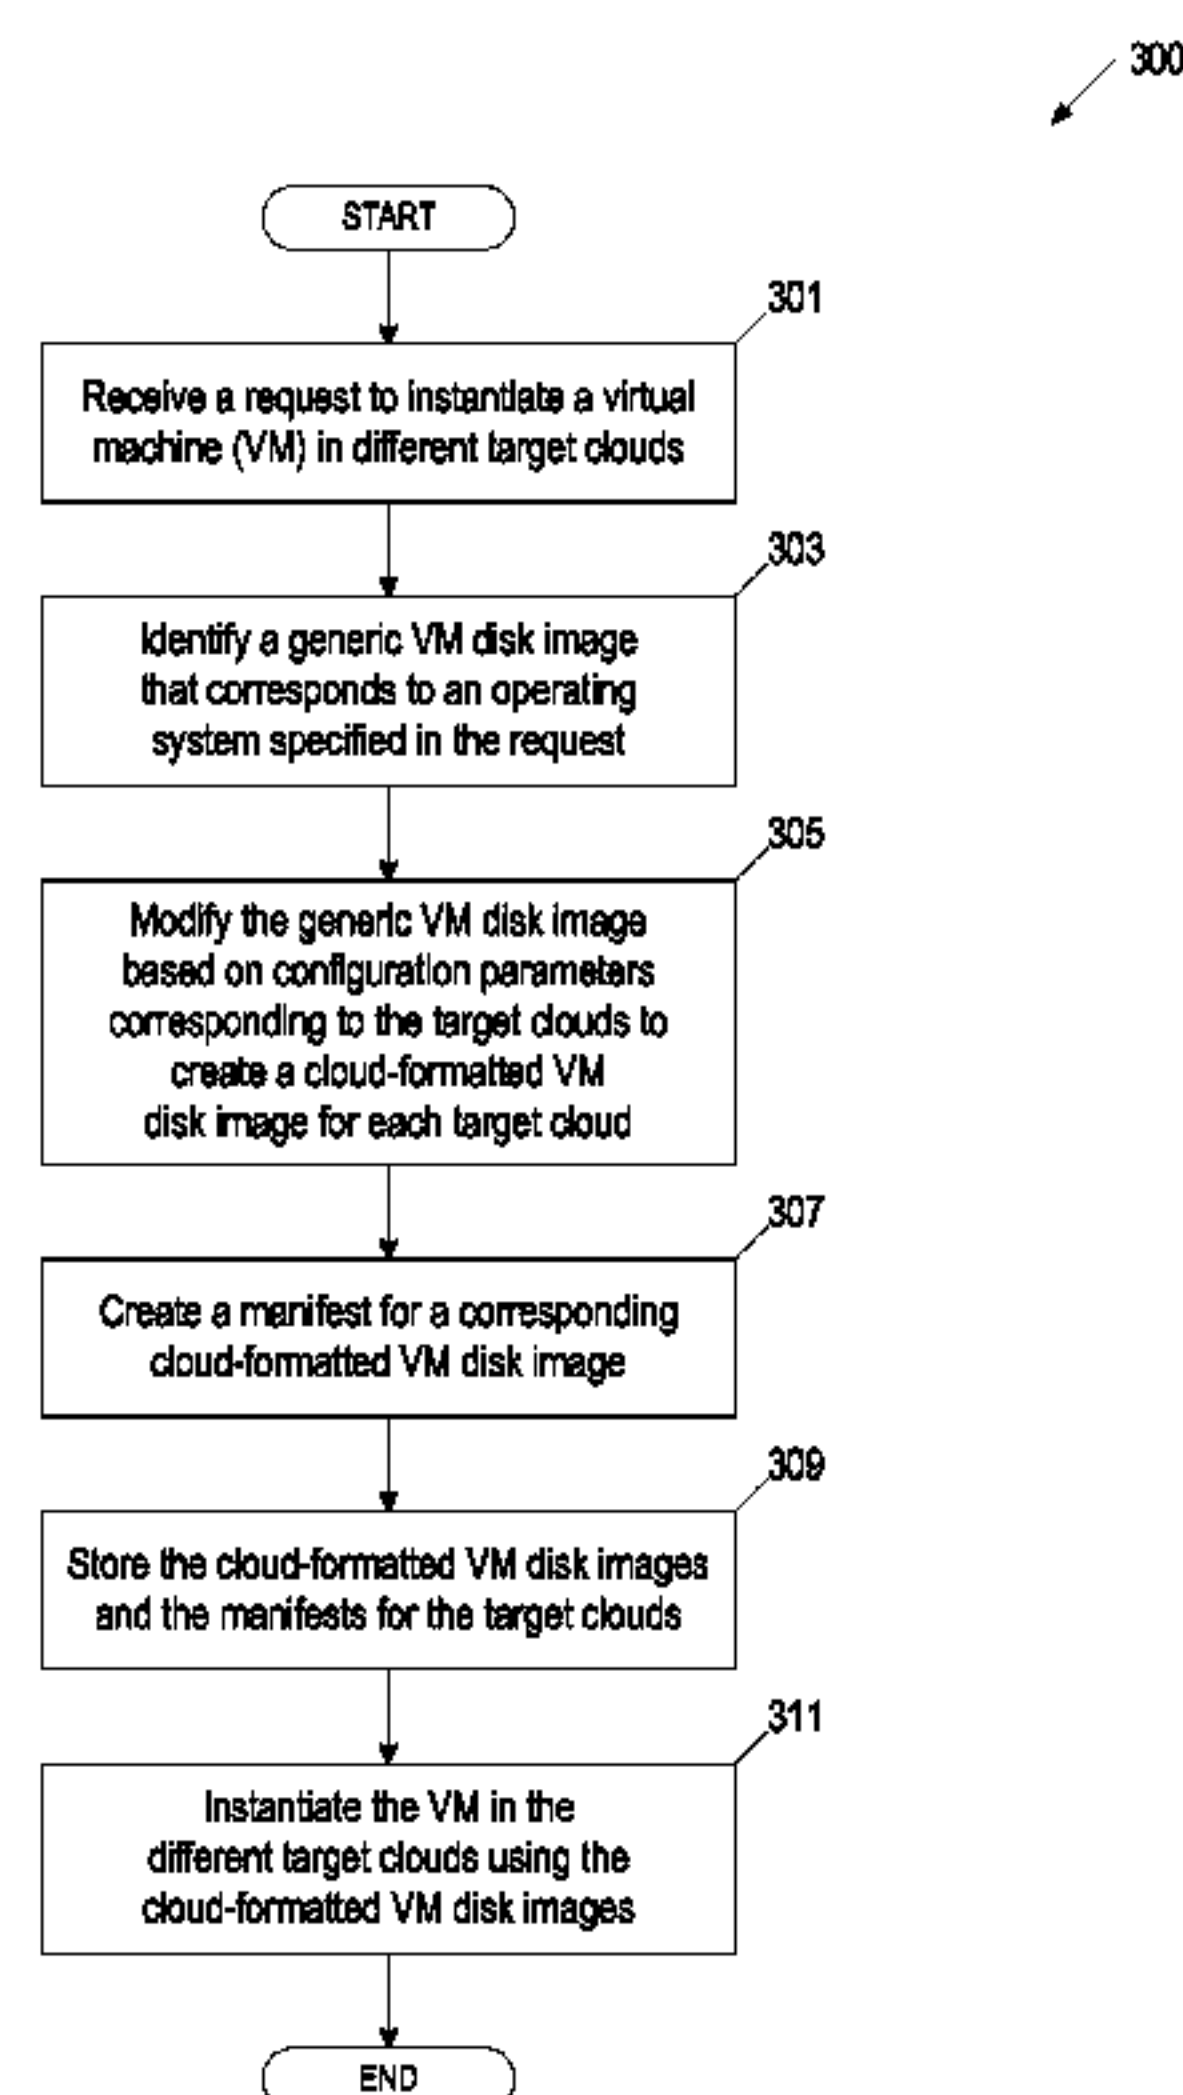 300
START
301
Receive a request to instantiate a virtual
machine (VM) in different target clouds
303
Identify a generic VM disk image
that corresponds to an operating
system specified in the request
305
Modify the generic VM disk image
based on configuration parameters
corresponding to the target clouds to
create a cloud-formatted VM
disk image for each target cloud
307
Create a manifest for a corresponding
cloud-formatted VM disk image
309
Store the cloud-formatted VM disk images
and the manifests for the target clouds
311
Instantiate the VM in the
different target clouds using the
cloud-formatted VM disk images
END